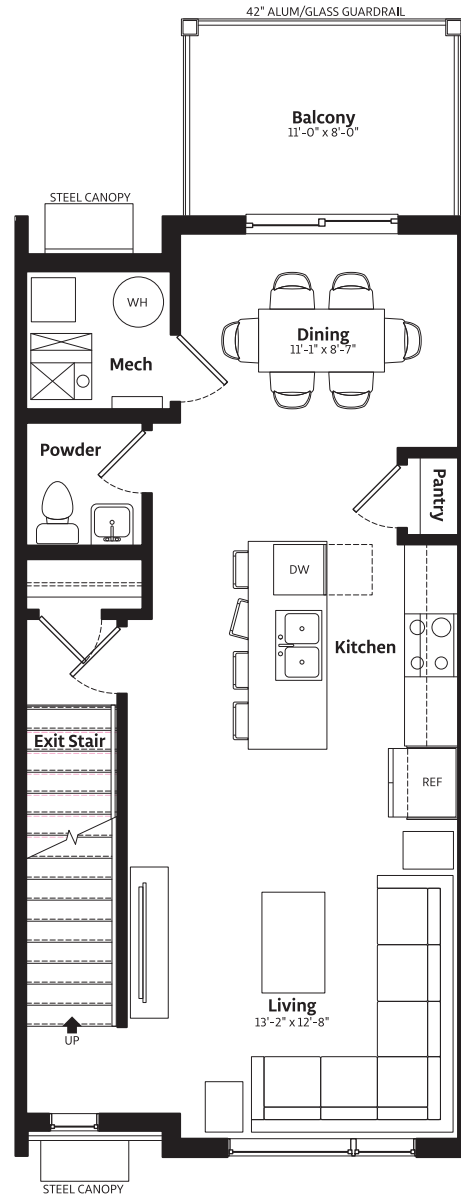 42" ALUM/GLASS GUARDRAIL
Balcony
11'-0" x 8'-0"
STEEL CANOPY
WH
Mech
Dining
11'-1" x 8'-7"
Powder
Pantry
DW
Kitchen
Exit Stair
REF
Living
13'-2" x 12'-8"
UP
STEEL CANOPY